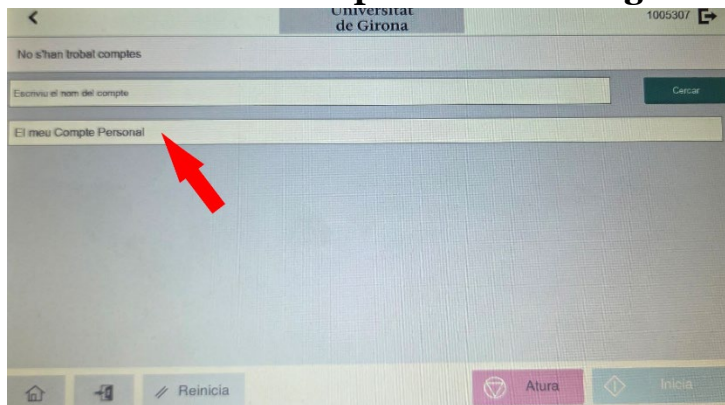 Universitat
de Girona
1005307
No s'han trobat comptes
Escriviu el nom del compte
Cercar
El meu Compte Personal
Reinicia
Atura
Inicia